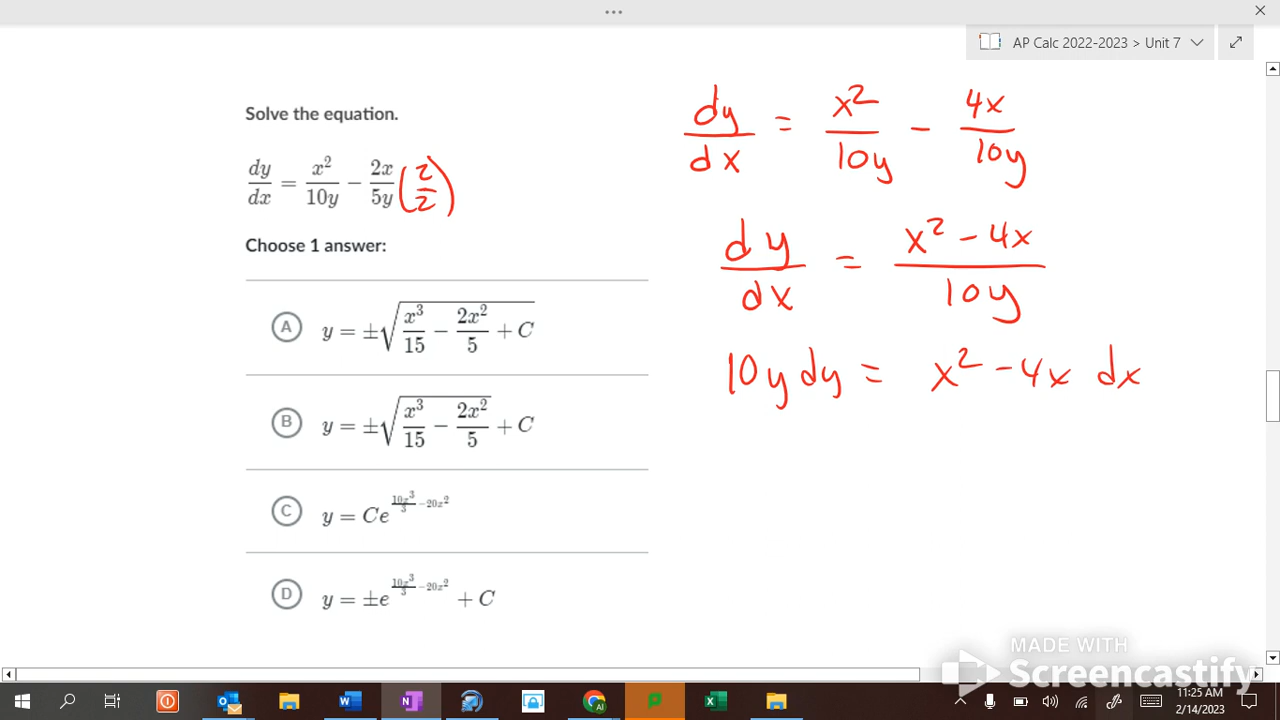 AP Calc 2022-2023 > Unit 7
Solve the equation.
dy/dx = x²/10y − 2x/5y (2/2)
Choose 1 answer:
A y = ±√(x³/15 − 2x²/5 + C)
B y = ±√(x³/15 − 2x²/5) + C
C y = Ce^(10x³/3 − 20x²)
D y = ±e^(10x³/3 − 20x²) + C
dy/dx = x²/10y − 4x/10y
dy/dx = x² − 4x/10y
10y dy = x² − 4x dx
MADE WITH
Screencastify
11:25 AM
2/14/2023